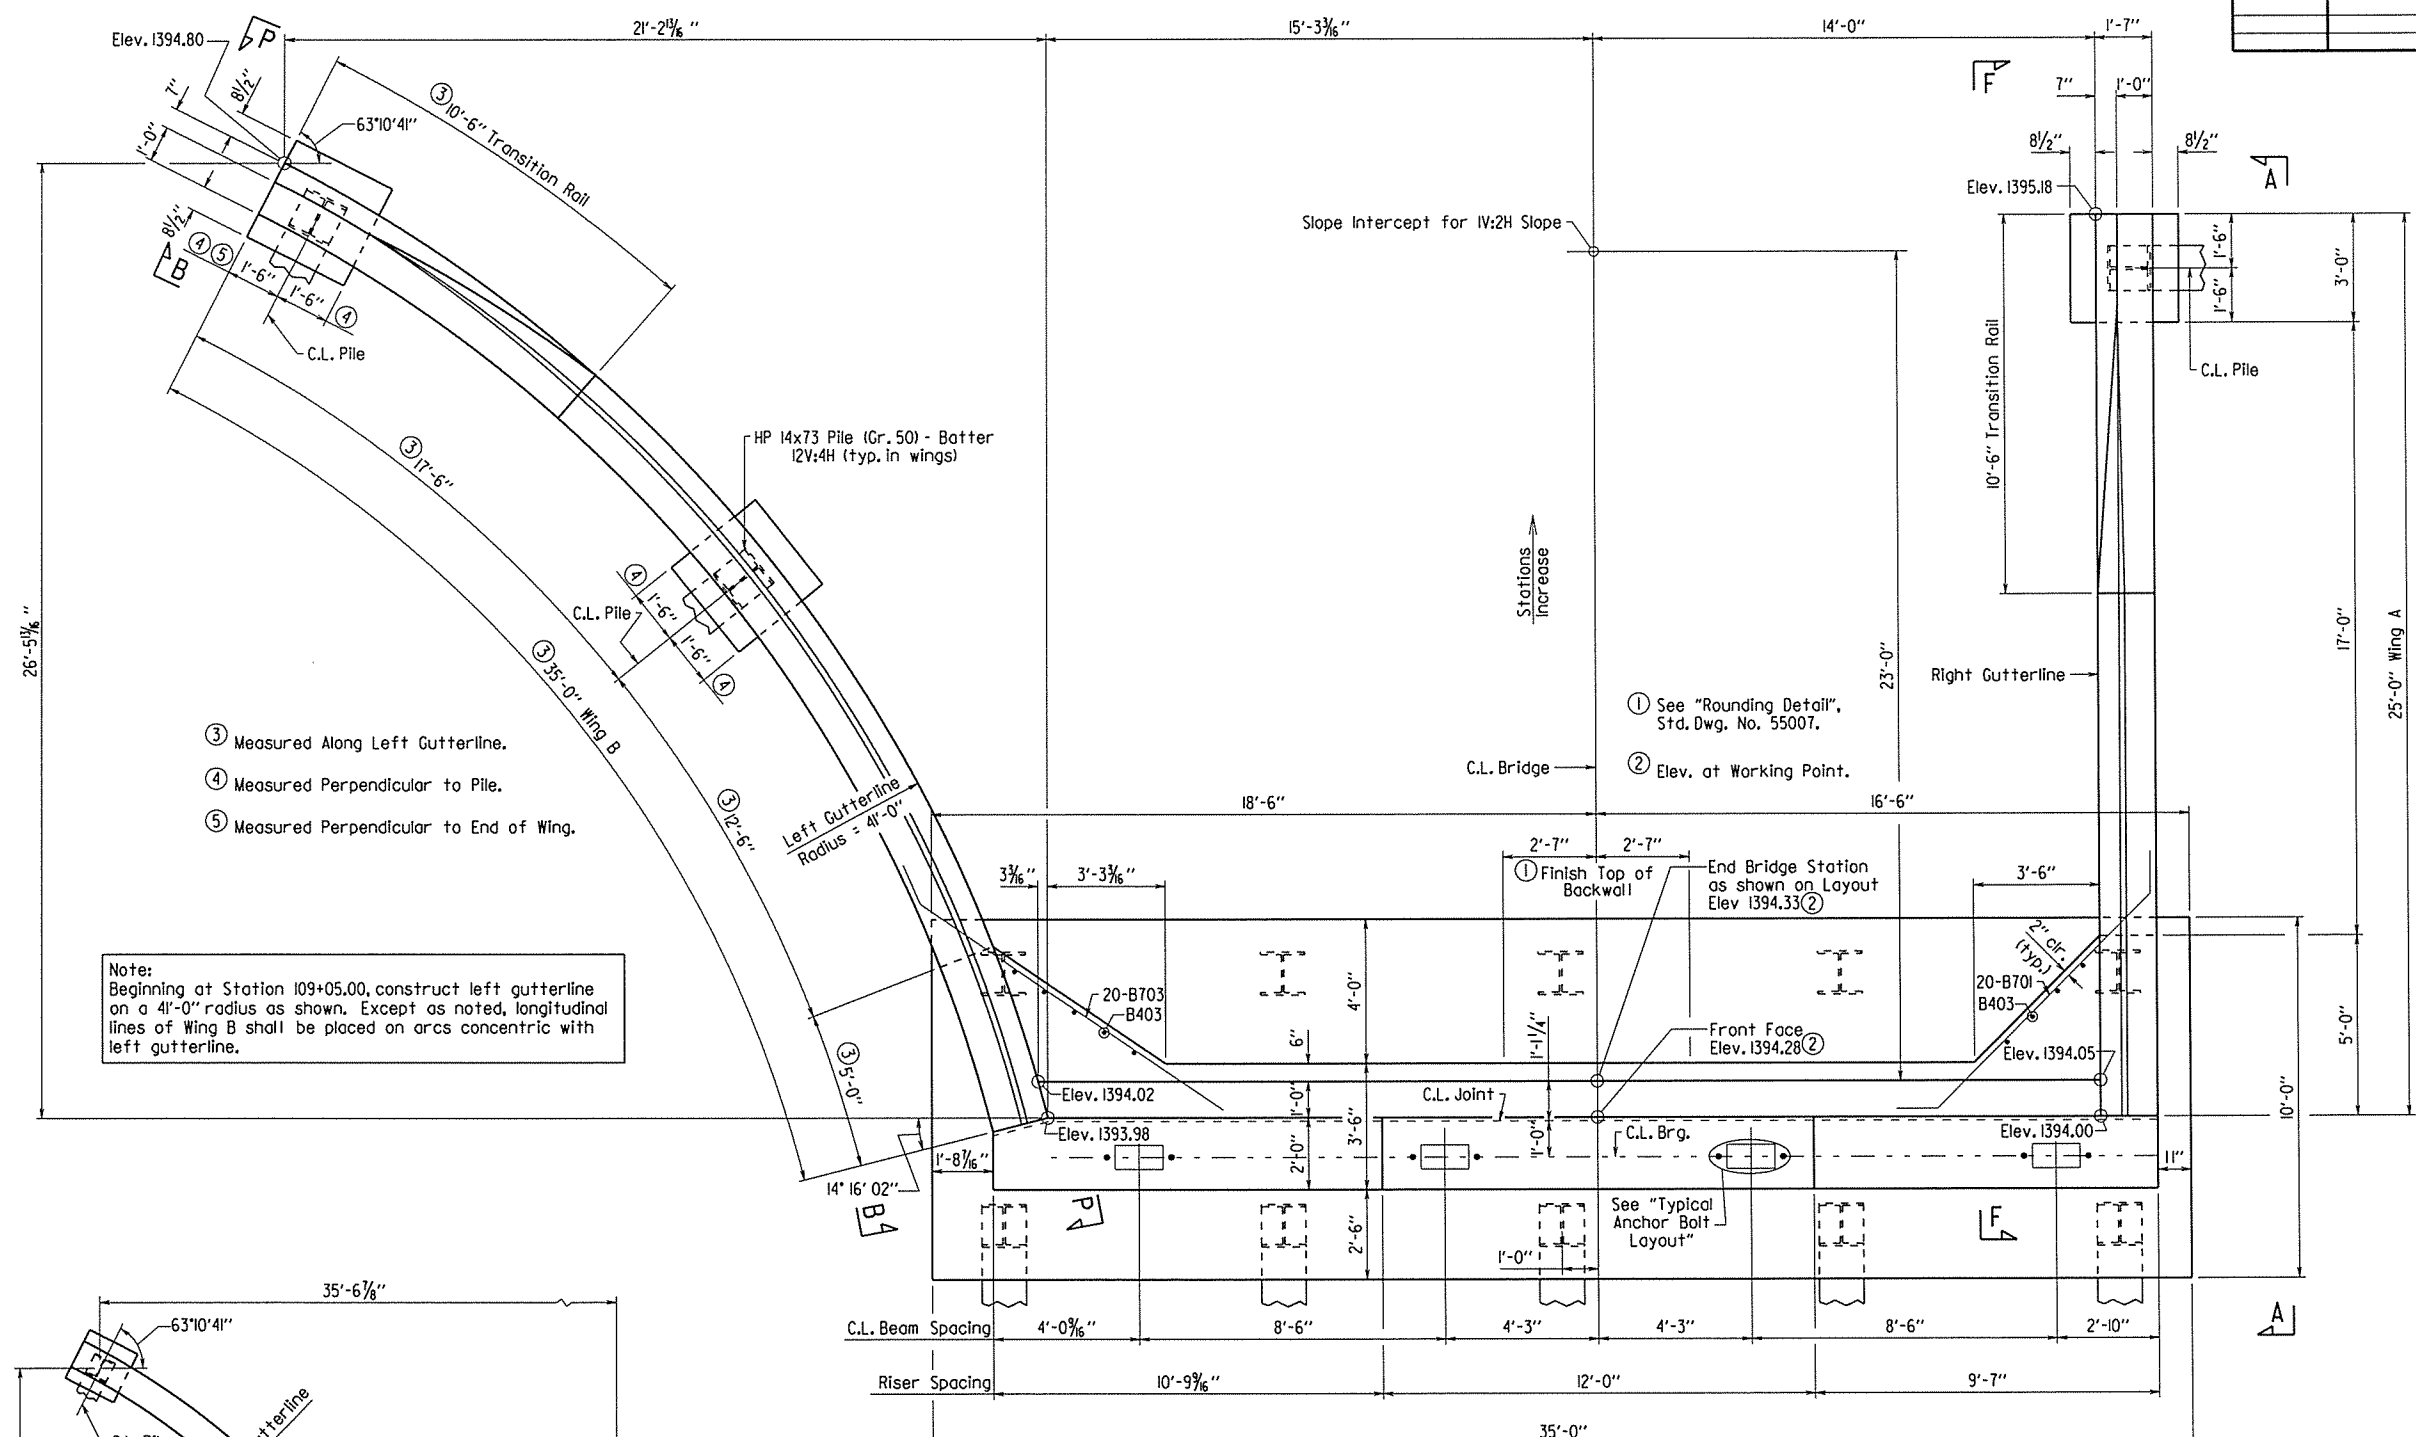 21'-2 13/16"
15'-3 3/16"
14'-0"
1'-7"
Elev. 1394.80
P
F
7"
1'-0"
7"
8 1/2"
1'-0"
63°10'41"
③ 10'-6" Transition Rail
8 1/2"
8 1/2"
A
Elev. 1395.18
Slope Intercept for 1V:2H Slope
8 1/2"
④ ⑤
1'-6"
1'-6"
④
B
C.L. Pile
1'-6"
1'-6"
3'-0"
C.L. Pile
10'-6" Transition Rail
HP 14x73 Pile (Gr. 50) - Batter
12V:4H (typ. in wings)
③ 17'-6"
④
1'-6"
1'-6"
④
C.L. Pile
Stations
Increase
26'-5 13/16"
③ 35'-0" Wing B
23'-0"
17'-0"
25'-0" Wing A
Right Gutterline
① See "Rounding Detail",
Std. Dwg. No. 55007.
② Elev. at Working Point.
C.L. Bridge
③ Measured Along Left Gutterline.
④ Measured Perpendicular to Pile.
⑤ Measured Perpendicular to End of Wing.
③ 12'-6"
Left Gutterline
Radius = 41'-0"
18'-6"
16'-6"
2'-7"
2'-7"
① Finish Top of
Backwall
End Bridge Station
as shown on Layout
Elev 1394.33 ②
3 3/16"
3'-3 3/16"
3'-6"
Note:
Beginning at Station 109+05.00, construct left gutterline
on a 41'-0" radius as shown. Except as noted, longitudinal
lines of Wing B shall be placed on arcs concentric with
left gutterline.
20-B703
B403
4'-0"
6"
1'-1 1/4"
Front Face
Elev. 1394.28 ②
2" clr.
(typ.)
20-B701
B403
Elev. 1394.05
5'-0"
10'-0"
③ 5'-0"
Elev. 1394.02
1'-0"
C.L. Joint
Elev. 1393.98
3'-6"
1'-0"
C.L. Brg.
Elev. 1394.00
1'-8 7/16"
2'-0"
11"
14° 16' 02"
B
P
See "Typical
Anchor Bolt
Layout"
F
2'-6"
1'-0"
35'-6 7/8"
63°10'41"
C.L. Beam Spacing
4'-0 9/16"
8'-6"
4'-3"
4'-3"
8'-6"
2'-10"
A
Riser Spacing
10'-9 9/16"
12'-0"
9'-7"
35'-0"